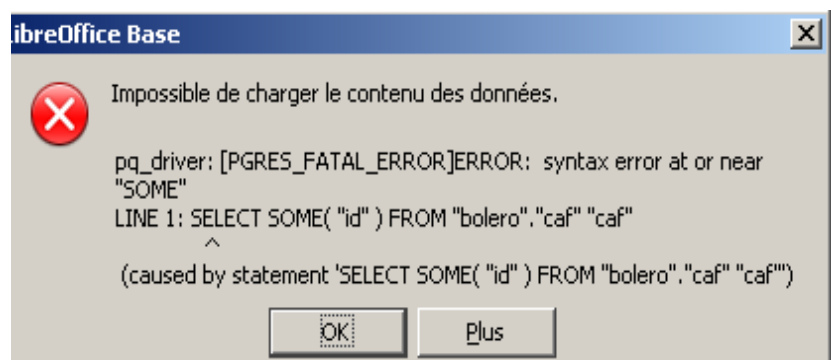 ibreOffice Base
Impossible de charger le contenu des données.
pq_driver: [PGRES_FATAL_ERROR]ERROR:  syntax error at or near
"SOME"
LINE 1: SELECT SOME( "id" ) FROM "bolero"."caf" "caf"
^
(caused by statement 'SELECT SOME( "id" ) FROM "bolero"."caf" "caf"')
OK
Plus